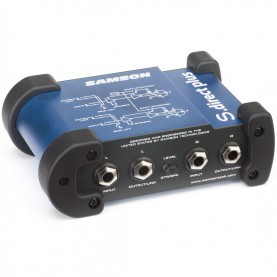 S.direct plus
SAMSON
DESIGNED AND ENGINEERED IN THE
UNITED STATES BY SAMSON TECHNOLOGIES
L
L
LEVEL
R
R
INPUT
OUTPUT/LINK
INPUT
OUTPUT/LINK